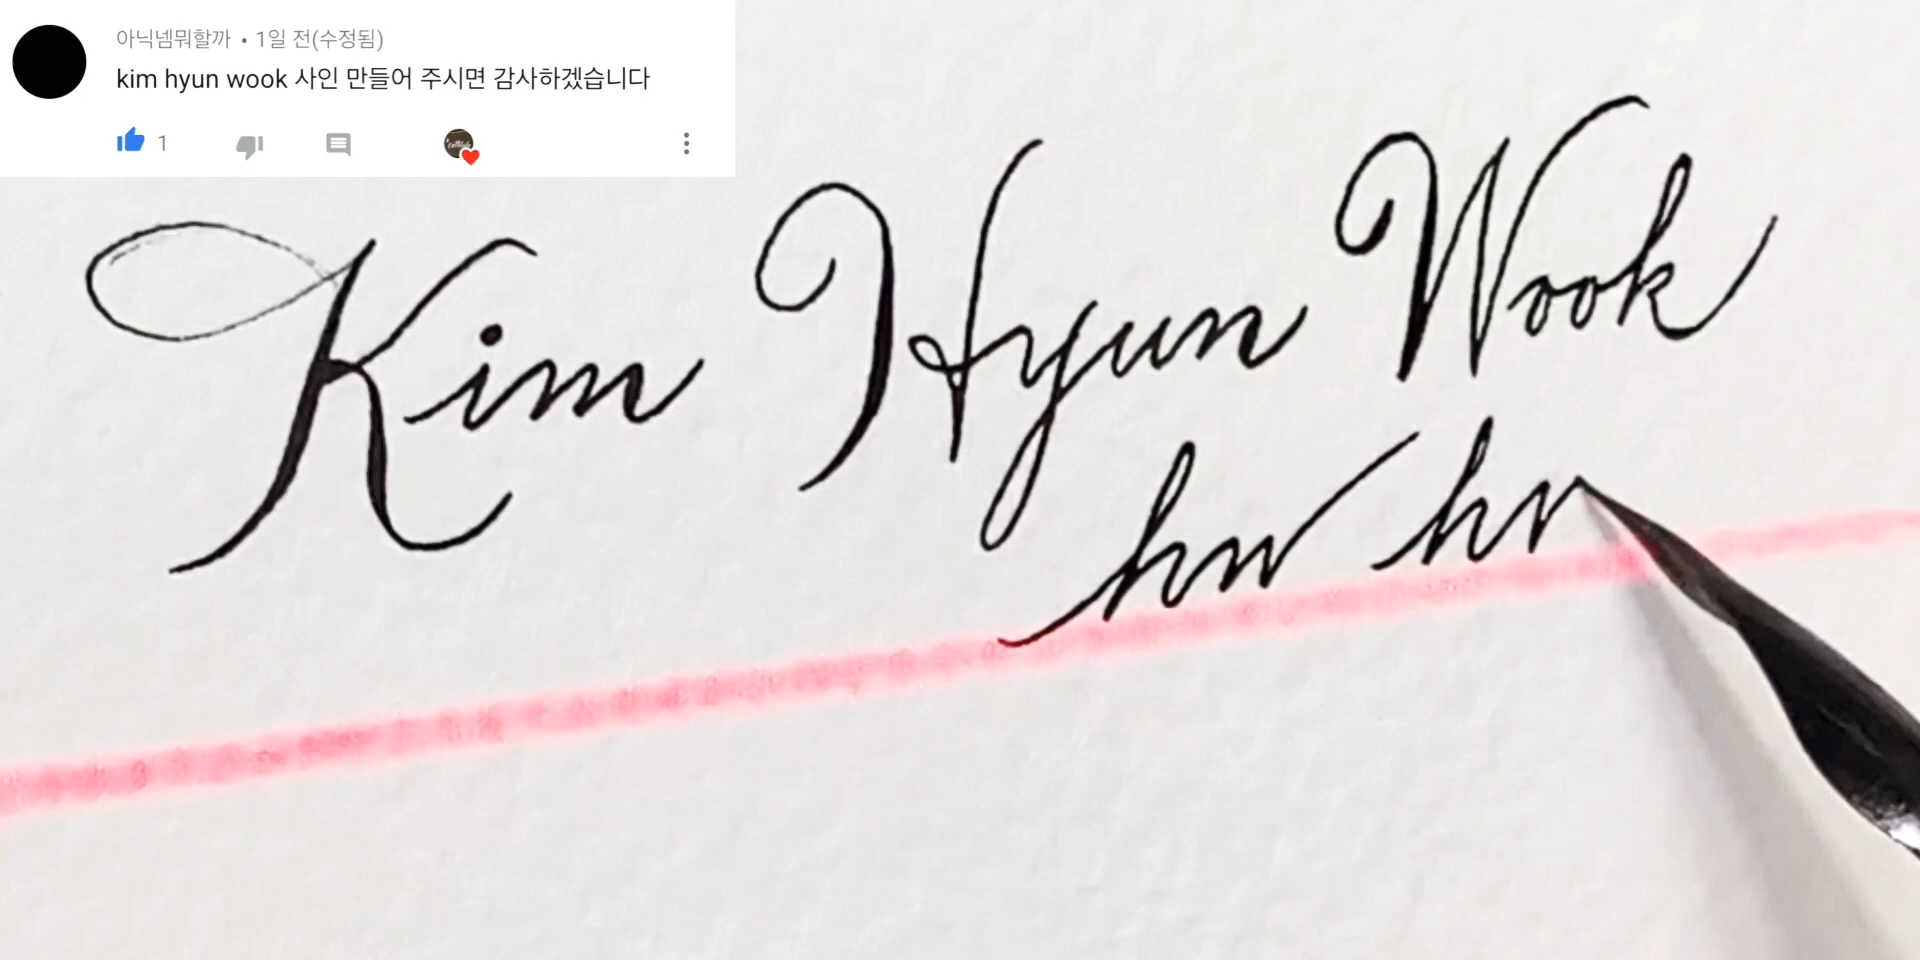 아닉넴뭐할까 • 1일 전(수정됨)
kim hyun wook 사인 만들어 주시면 감사하겠습니다
1
Kim Hyun Wook
hw hv